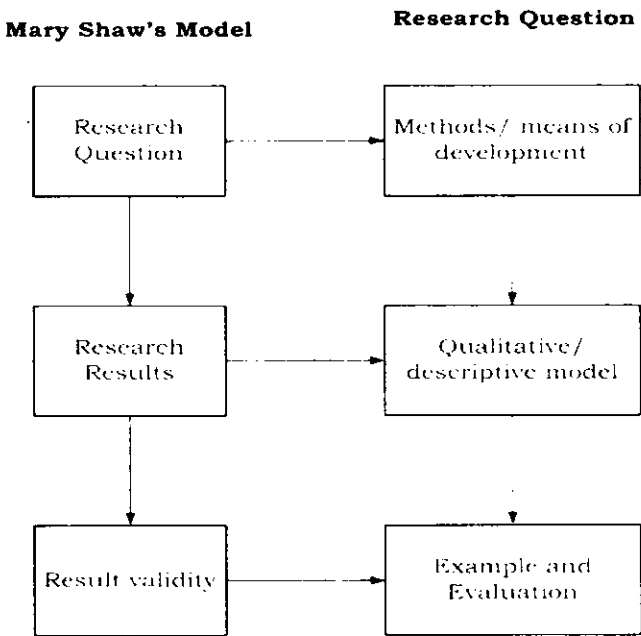 Mary Shaw's Model
Research Question
Research
Question
Methods/ means of
development
Research
Results
Qualitative/
descriptive model
Result validity
Example and
Evaluation